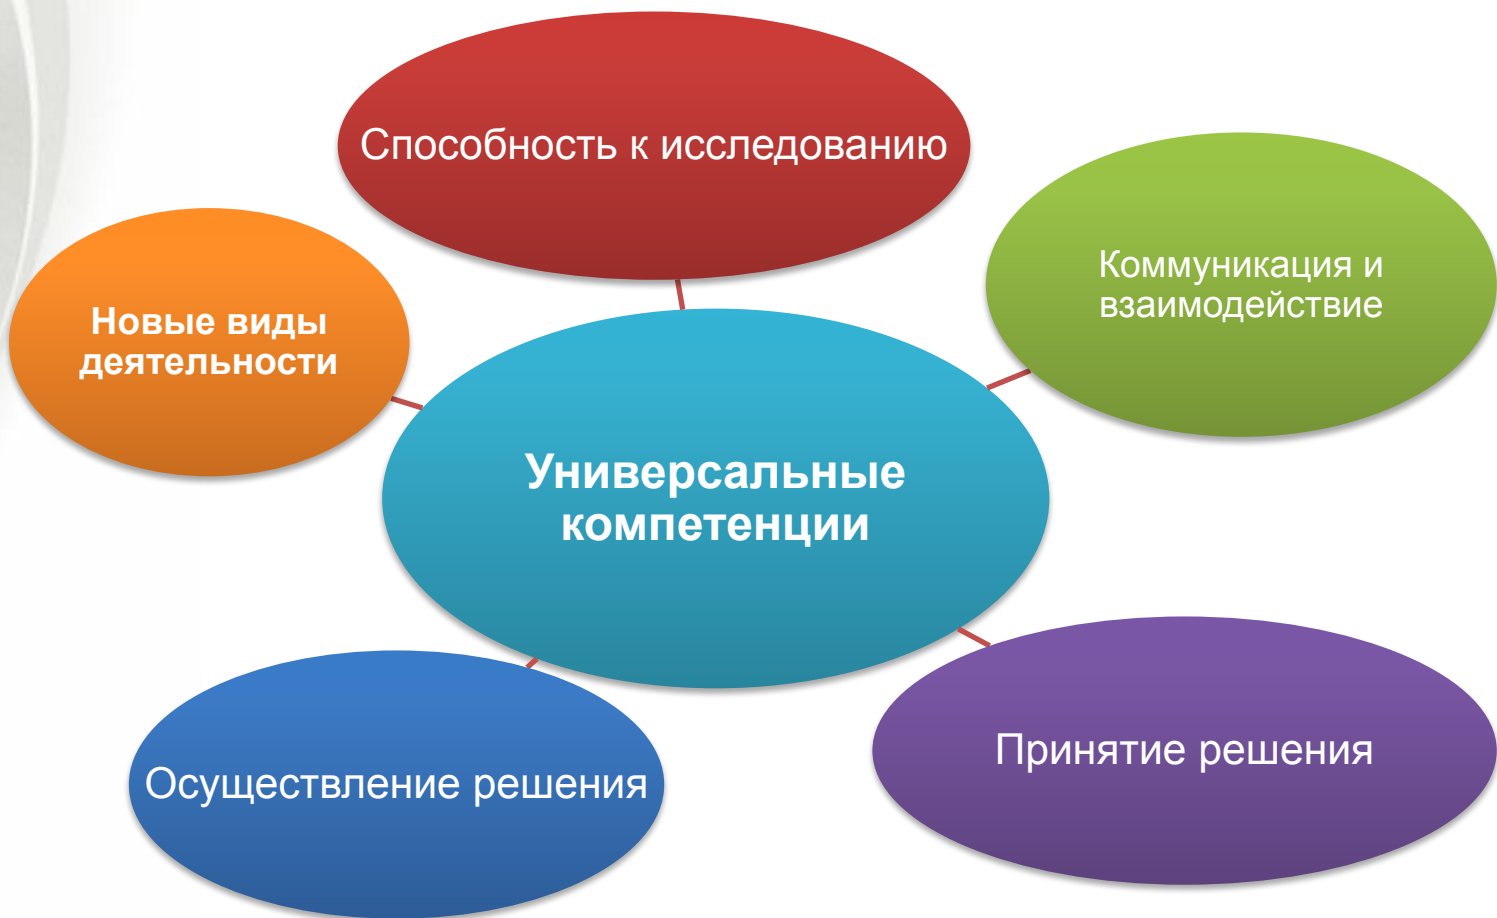 Способность к исследованию
Коммуникация и
взаимодействие
Новые виды
деятельности
Универсальные
компетенции
Принятие решения
Осуществление решения